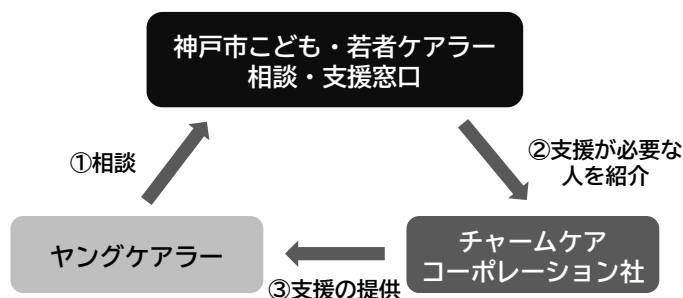 神戸市こども・若者ケアラー
相談・支援窓口
①相談
②支援が必要な
人を紹介
ヤングケアラー
チャームケア
コーポレーション社
③支援の提供